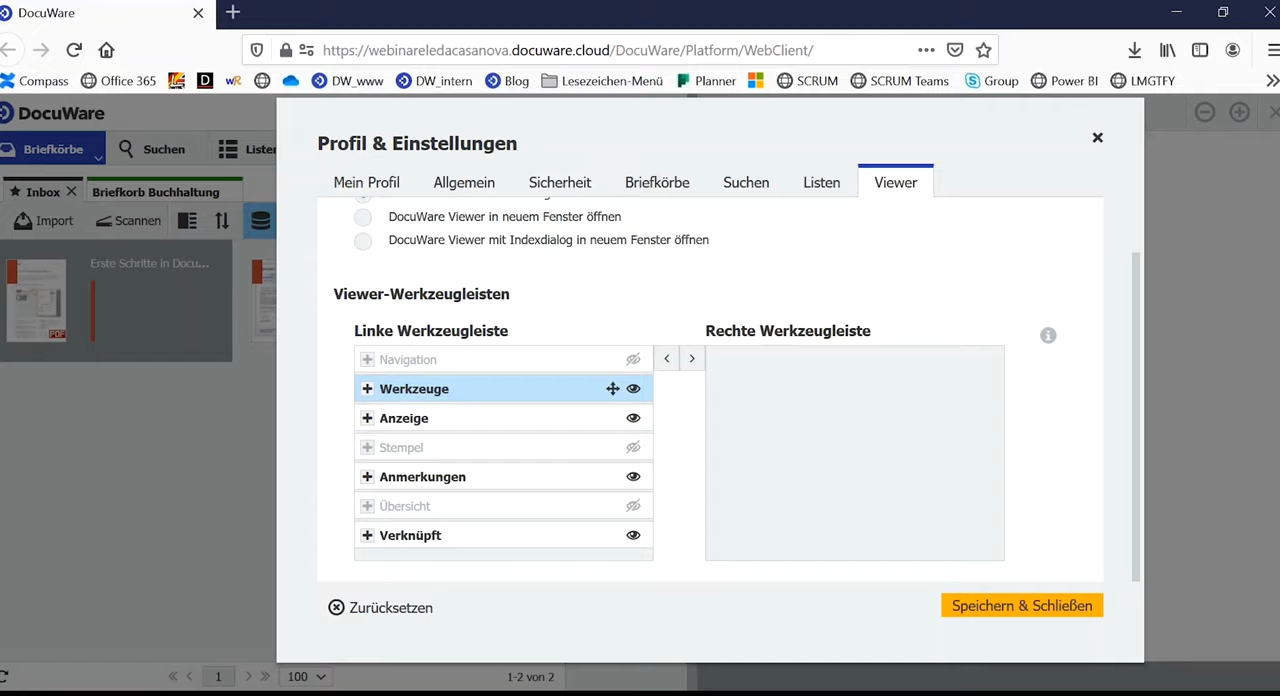 DocuWare
https://webinareledacasanova.docuware.cloud/DocuWare/Platform/WebClient/
Compass Office 365 D wR DW_www DW_intern Blog Lesezeichen-Menü Planner SCRUM SCRUM Teams Group Power BI LMGTFY
DocuWare
Briefkörbe Suchen Listen
Inbox Briefkorb Buchhaltung
Import Scannen
Erste Schritte in Docu...
PDF
Profil & Einstellungen
Mein Profil Allgemein Sicherheit Briefkörbe Suchen Listen Viewer
DocuWare Viewer in neuem Fenster öffnen
DocuWare Viewer mit Indexdialog in neuem Fenster öffnen
Viewer-Werkzeugleisten
Linke Werkzeugleiste Rechte Werkzeugleiste
Navigation
Werkzeuge
Anzeige
Stempel
Anmerkungen
Übersicht
Verknüpft
Zurücksetzen Speichern & Schließen
1 100 1-2 von 2